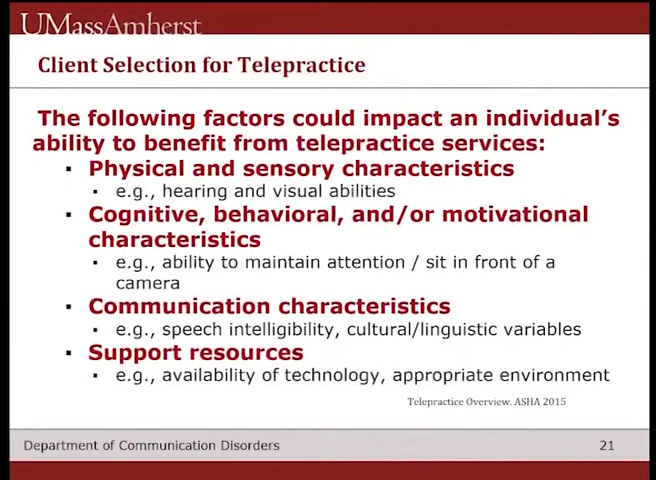 UMassAmherst
Client Selection for Telepractice
The following factors could impact an individual's
ability to benefit from telepractice services:
▪ Physical and sensory characteristics
▪ e.g., hearing and visual abilities
▪ Cognitive, behavioral, and/or motivational
characteristics
▪ e.g., ability to maintain attention / sit in front of a
camera
▪ Communication characteristics
▪ e.g., speech intelligibility, cultural/linguistic variables
▪ Support resources
▪ e.g., availability of technology, appropriate environment
Telepractice Overview. ASHA 2015
Department of Communication Disorders 21